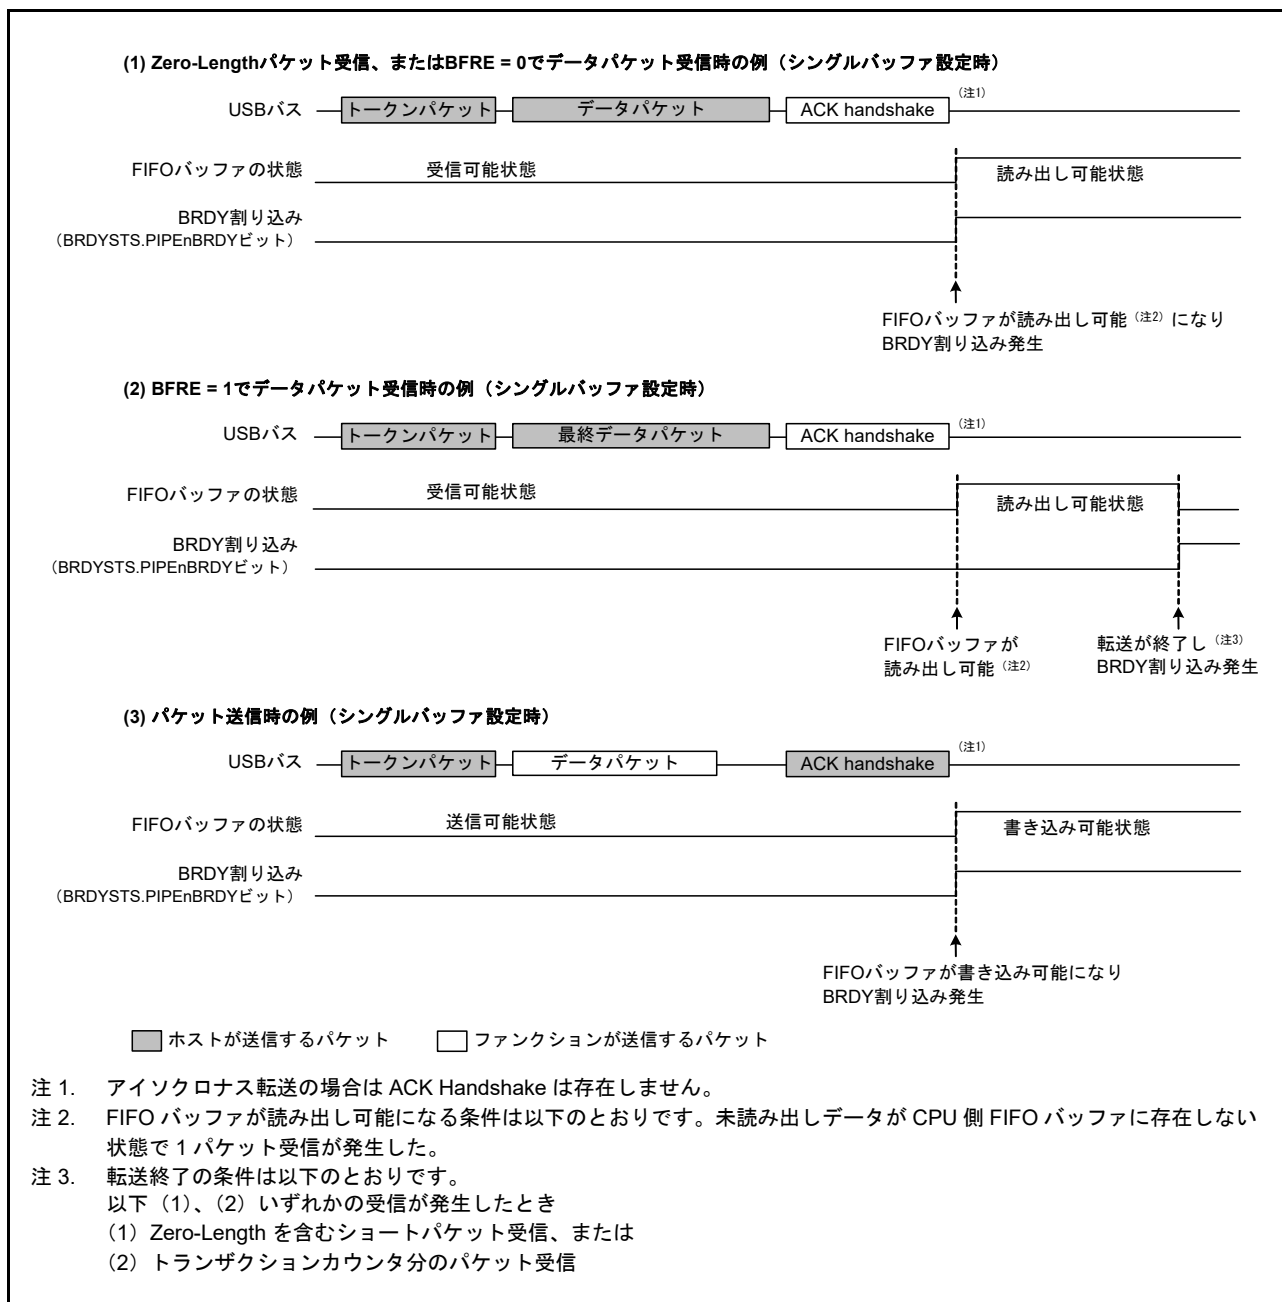 (1) Zero-Lengthパケット受信、またはBFRE = 0でデータパケット受信時の例（シングルバッファ設定時）
USBバス トークンパケット データパケット ACK handshake （注1）
FIFOバッファの状態 受信可能状態 読み出し可能状態
BRDY割り込み
（BRDYSTS.PIPEnBRDYビット）
FIFOバッファが読み出し可能（注2）になり
BRDY割り込み発生
(2) BFRE = 1でデータパケット受信時の例（シングルバッファ設定時）
USBバス トークンパケット 最終データパケット ACK handshake （注1）
FIFOバッファの状態 受信可能状態 読み出し可能状態
BRDY割り込み
（BRDYSTS.PIPEnBRDYビット）
FIFOバッファが 転送が終了し（注3）
読み出し可能（注2） BRDY割り込み発生
(3) パケット送信時の例（シングルバッファ設定時）
USBバス トークンパケット データパケット ACK handshake （注1）
FIFOバッファの状態 送信可能状態 書き込み可能状態
BRDY割り込み
（BRDYSTS.PIPEnBRDYビット）
FIFOバッファが書き込み可能になり
BRDY割り込み発生
ホストが送信するパケット ファンクションが送信するパケット
注 1. アイソクロナス転送の場合は ACK Handshake は存在しません。
注 2. FIFO バッファが読み出し可能になる条件は以下のとおりです。未読み出しデータが CPU 側 FIFO バッファに存在しない
状態で 1 パケット受信が発生した。
注 3. 転送終了の条件は以下のとおりです。
以下（1）、（2）いずれかの受信が発生したとき
（1）Zero-Length を含むショートパケット受信、または
（2）トランザクションカウンタ分のパケット受信